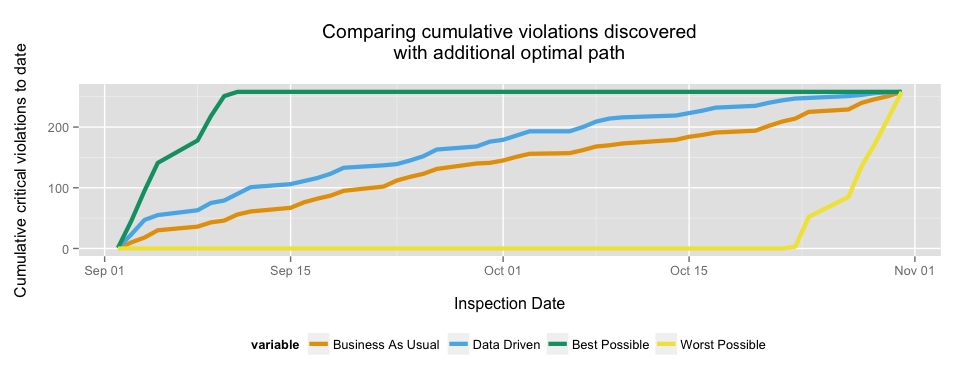 Comparing cumulative violations discovered
with additional optimal path
Cumulative critical violations to date
200
100
0
Sep 01
Sep 15
Oct 01
Oct 15
Nov 01
Inspection Date
variable
Business As Usual
Data Driven
Best Possible
Worst Possible